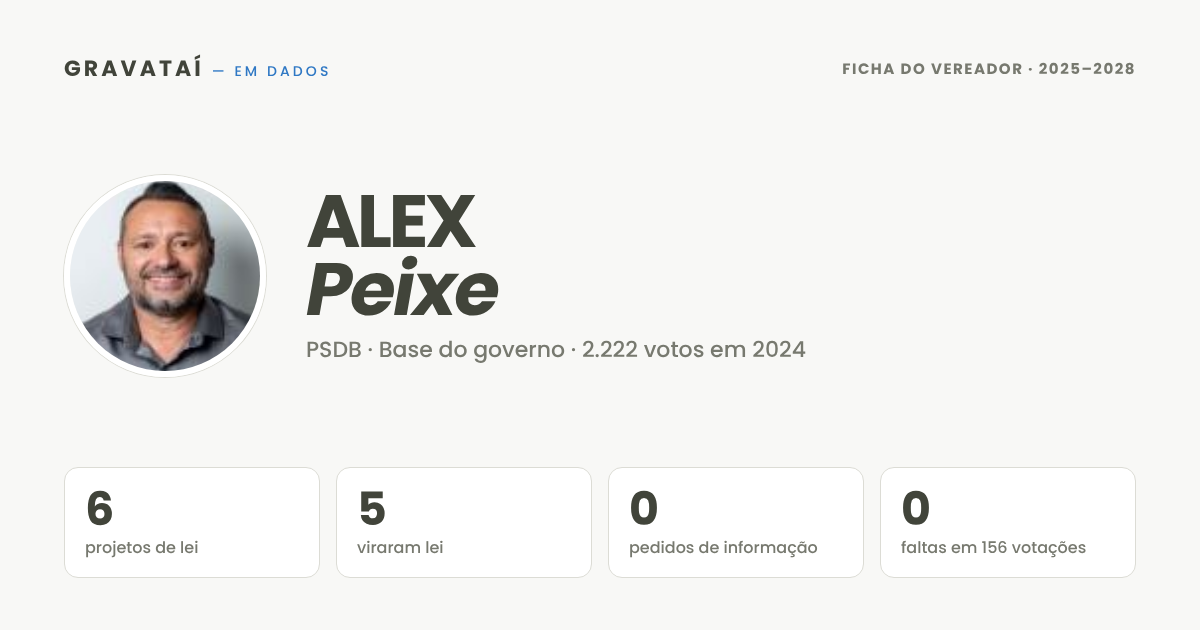 GRAVATAÍ — EM DADOS
FICHA DO VEREADOR · 2025–2028
ALEX
Peixe
PSDB · Base do governo · 2.222 votos em 2024
6
projetos de lei
5
viraram lei
0
pedidos de informação
0
faltas em 156 votações